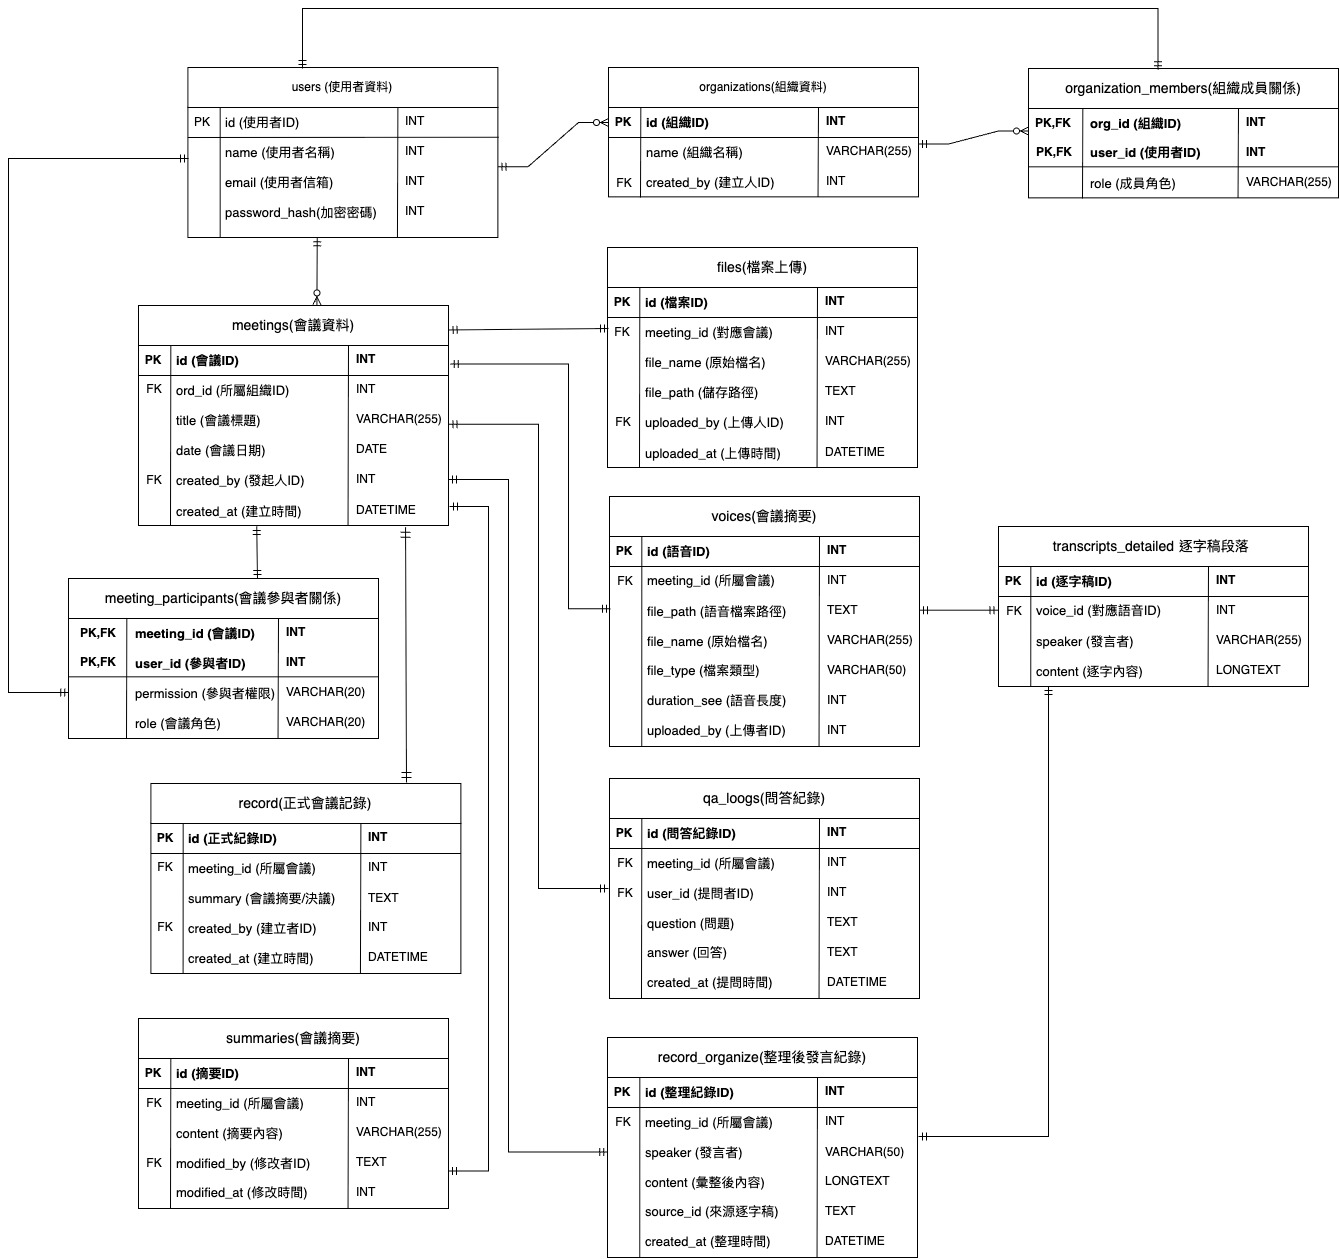 users (使用者資料)
PK id (使用者ID) INT
name (使用者名稱) INT
email (使用者信箱) INT
password_hash(加密密碼) INT
organizations(組織資料)
PK id (組織ID) INT
name (組織名稱) VARCHAR(255)
FK created_by (建立人ID) INT
organization_members(組織成員關係)
PK,FK org_id (組織ID) INT
PK,FK user_id (使用者ID) INT
role (成員角色) VARCHAR(255)
meetings(會議資料)
PK id (會議ID) INT
FK ord_id (所屬組織ID) INT
title (會議標題) VARCHAR(255)
date (會議日期) DATE
FK created_by (發起人ID) INT
created_at (建立時間) DATETIME
files(檔案上傳)
PK id (檔案ID) INT
FK meeting_id (對應會議) INT
file_name (原始檔名) VARCHAR(255)
file_path (儲存路徑) TEXT
FK uploaded_by (上傳人ID) INT
uploaded_at (上傳時間) DATETIME
voices(會議摘要)
PK id (語音ID) INT
FK meeting_id (所屬會議) INT
file_path (語音檔案路徑) TEXT
file_name (原始檔名) VARCHAR(255)
file_type (檔案類型) VARCHAR(50)
duration_see (語音長度) INT
uploaded_by (上傳者ID) INT
transcripts_detailed 逐字稿段落
PK id (逐字稿ID) INT
FK voice_id (對應語音ID) INT
speaker (發言者) VARCHAR(255)
content (逐字內容) LONGTEXT
meeting_participants(會議參與者關係)
PK,FK meeting_id (會議ID) INT
PK,FK user_id (參與者ID) INT
permission (參與者權限) VARCHAR(20)
role (會議角色) VARCHAR(20)
record(正式會議記錄)
PK id (正式紀錄ID) INT
FK meeting_id (所屬會議) INT
summary (會議摘要/決議) TEXT
FK created_by (建立者ID) INT
created_at (建立時間) DATETIME
qa_loogs(問答紀錄)
PK id (問答紀錄ID) INT
FK meeting_id (所屬會議) INT
FK user_id (提問者ID) INT
question (問題) TEXT
answer (回答) TEXT
created_at (提問時間) DATETIME
summaries(會議摘要)
PK id (摘要ID) INT
FK meeting_id (所屬會議) INT
content (摘要內容) VARCHAR(255)
FK modified_by (修改者ID) TEXT
modified_at (修改時間) INT
record_organize(整理後發言紀錄)
PK id (整理紀錄ID) INT
FK meeting_id (所屬會議) INT
speaker (發言者) VARCHAR(50)
content (彙整後內容) LONGTEXT
source_id (來源逐字稿) TEXT
created_at (整理時間) DATETIME